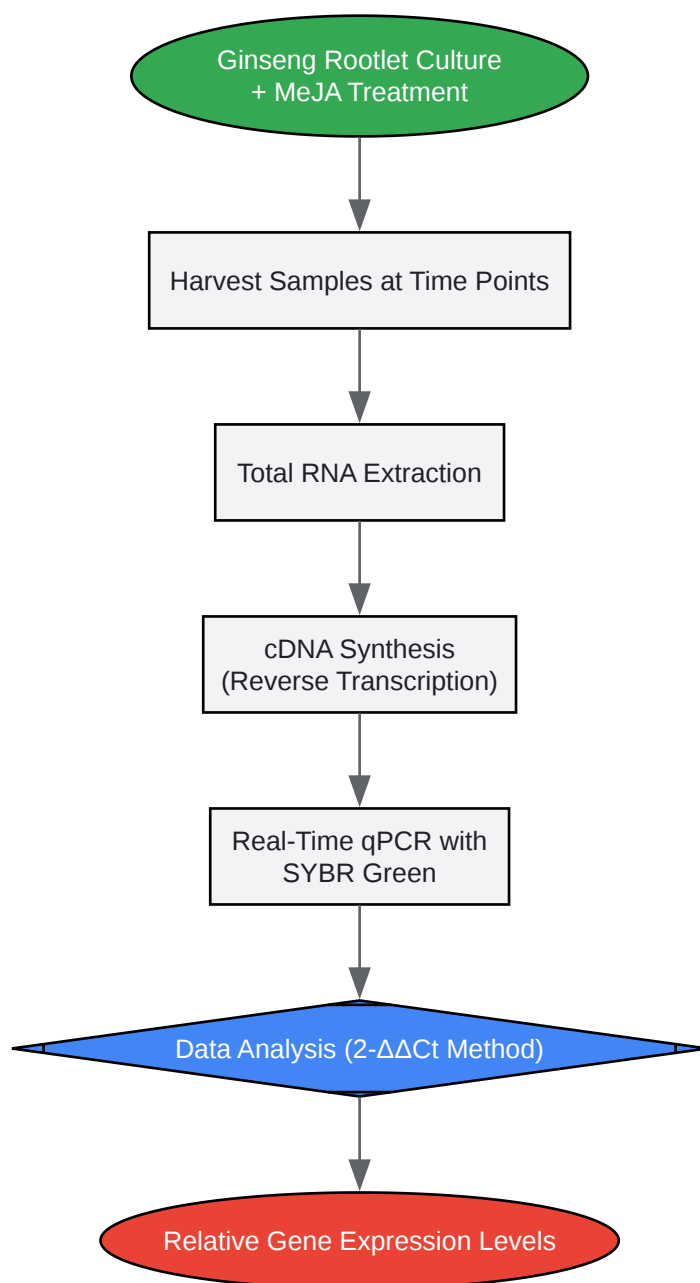 Ginseng Rootlet Culture
+ MeJA Treatment
Harvest Samples at Time Points
Total RNA Extraction
cDNA Synthesis
(Reverse Transcription)
Real-Time qPCR with
SYBR Green
Data Analysis (2-ΔΔCt Method)
Relative Gene Expression Levels